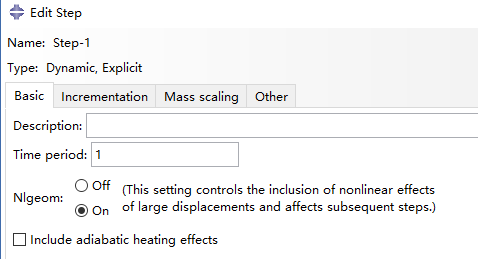 Edit Step
Name: Step-1
Type: Dynamic, Explicit
Basic Incrementation Mass scaling Other
Description:
Time period: 1
Nlgeom: Off (This setting controls the inclusion of nonlinear effects
On of large displacements and affects subsequent steps.)
Include adiabatic heating effects